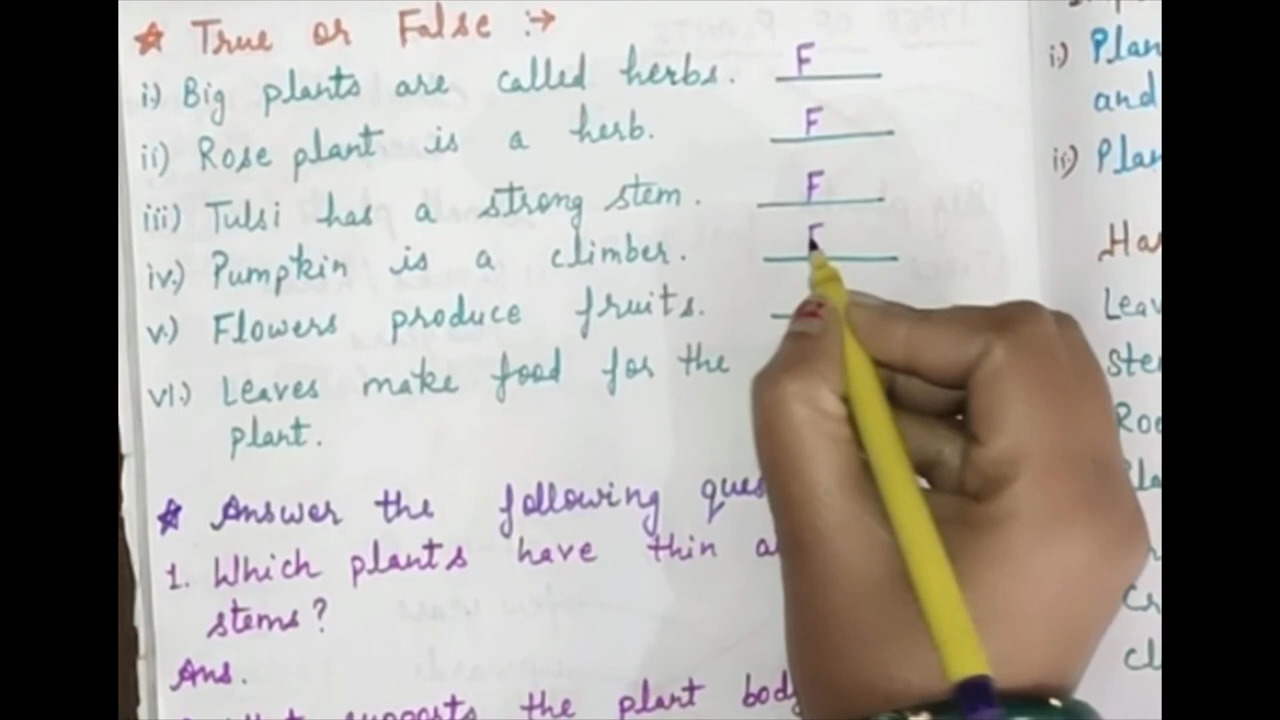 True or False :→
i.) Big plants are called herbs. F
ii) Rose plant is a herb. F
iii) Tulsi has a strong stem. F
iv.) Pumpkin is a climber. F
v.) Flowers produce fruits.
vi.) Leaves make food for the
plant.
Answer the following
1. Which plants have thin
stems?
Ans.
supports the plant body
i.) Plan
and
ii.) Plan